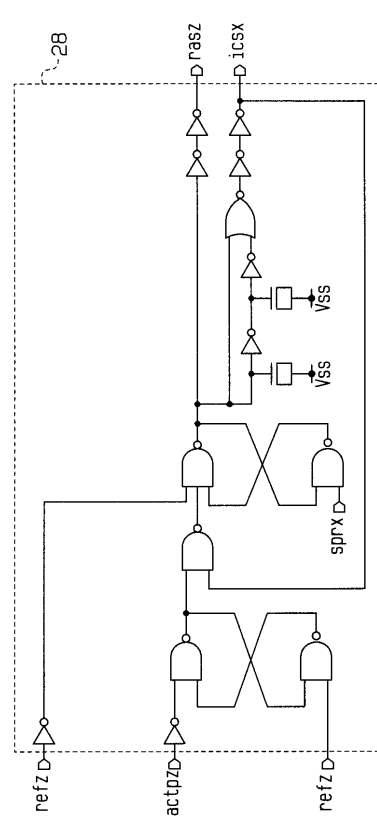 28
rasz
icsx
Vss
Vss
sprx
refz
actpz
refz